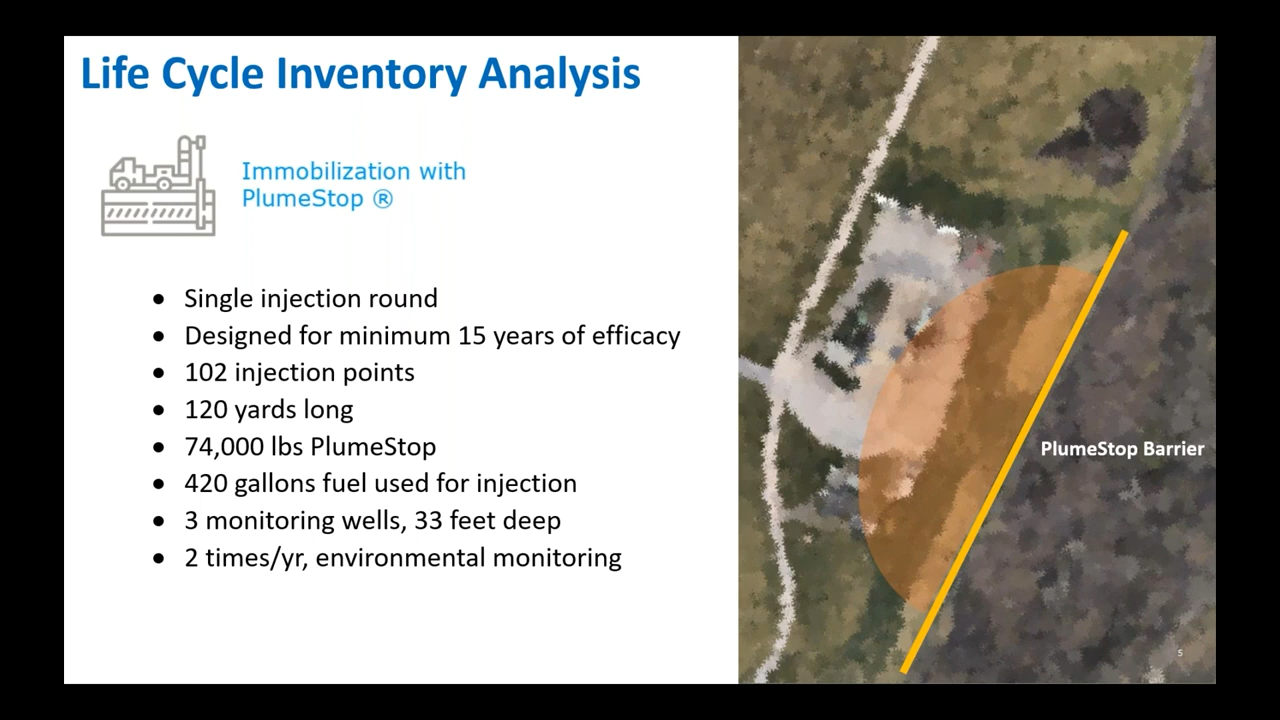 Life Cycle Inventory Analysis
Immobilization with
PlumeStop ®
• Single injection round
• Designed for minimum 15 years of efficacy
• 102 injection points
• 120 yards long
• 74,000 lbs PlumeStop
• 420 gallons fuel used for injection
• 3 monitoring wells, 33 feet deep
• 2 times/yr, environmental monitoring
PlumeStop Barrier
5